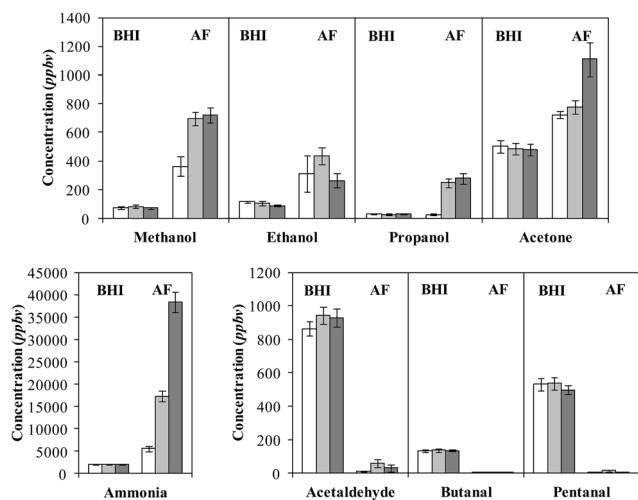 Concentration (ppbv)
1400
1200
1000
800
600
400
200
0
BHI AF BHI AF BHI AF BHI AF
Methanol Ethanol Propanol Acetone
Concentration (ppbv)
45000
40000
35000
30000
25000
20000
15000
10000
5000
0
BHI AF
Ammonia
Concentration (ppbv)
1200
1000
800
600
400
200
0
BHI AF BHI AF BHI AF
Acetaldehyde Butanal Pentanal